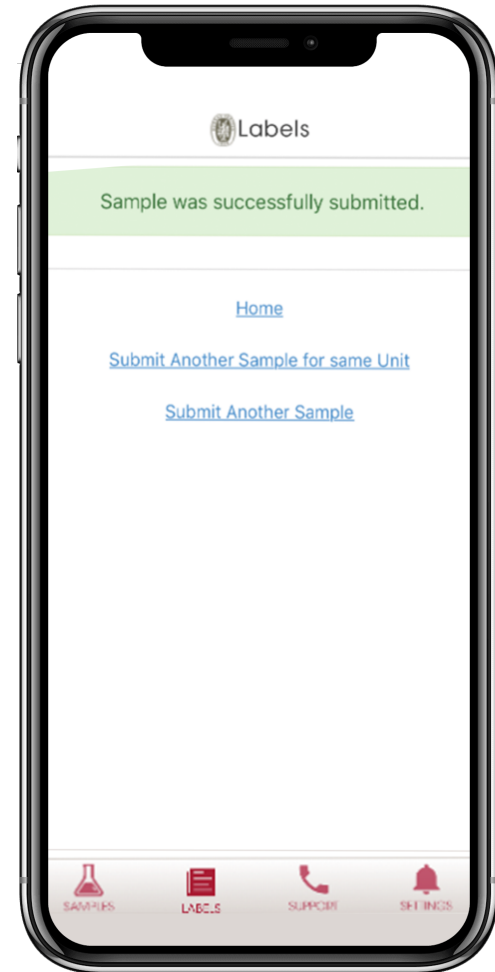 Labels
Sample was successfully submitted.
Home
Submit Another Sample for same Unit
Submit Another Sample
SAMPLES
LABELS
SUPPORT
SETTINGS